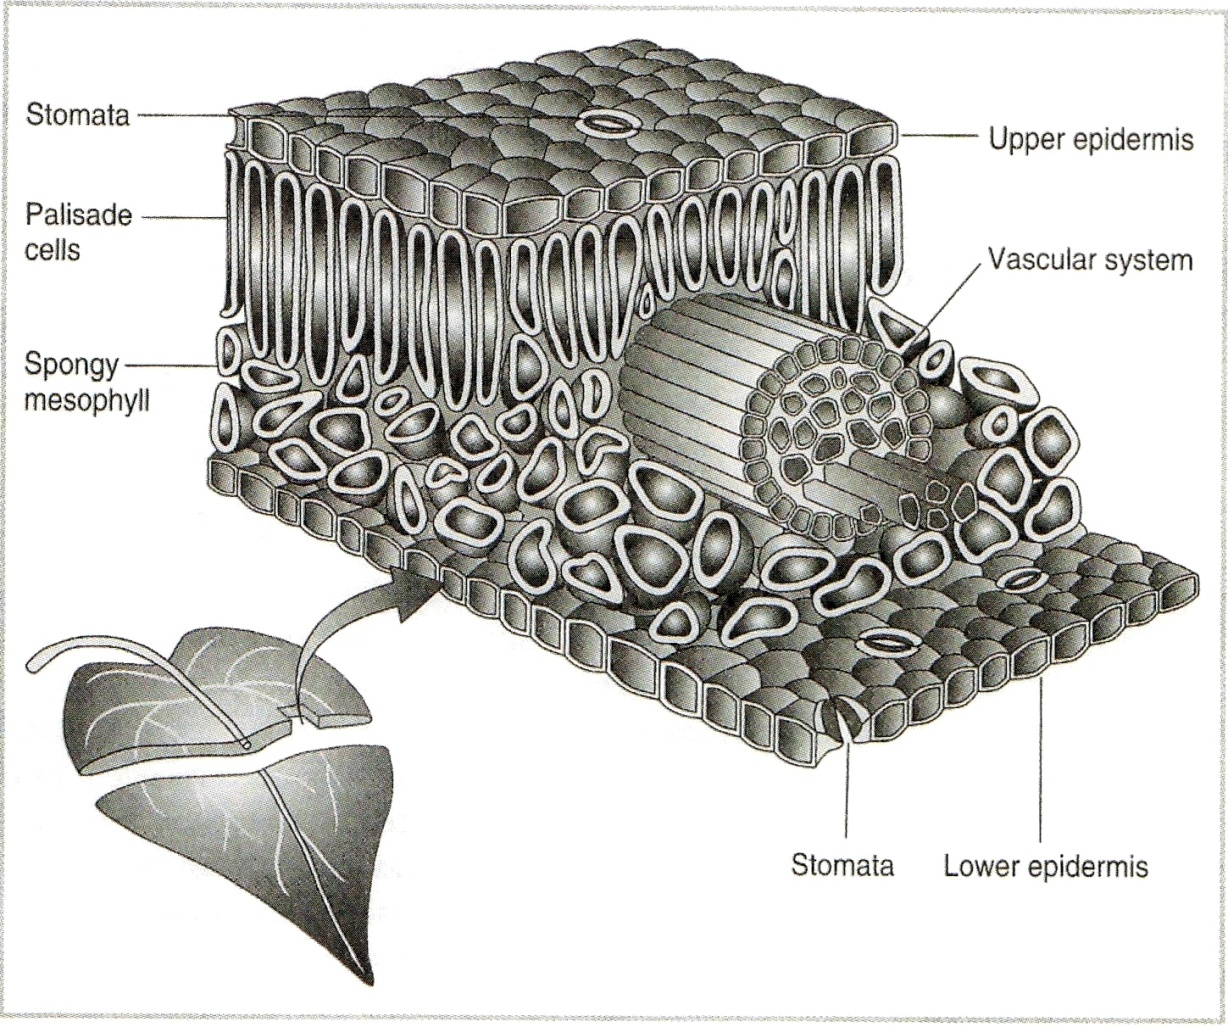 Stomata
Upper epidermis
Palisade
cells
Vascular system
Spongy
mesophyll
Stomata
Lower epidermis